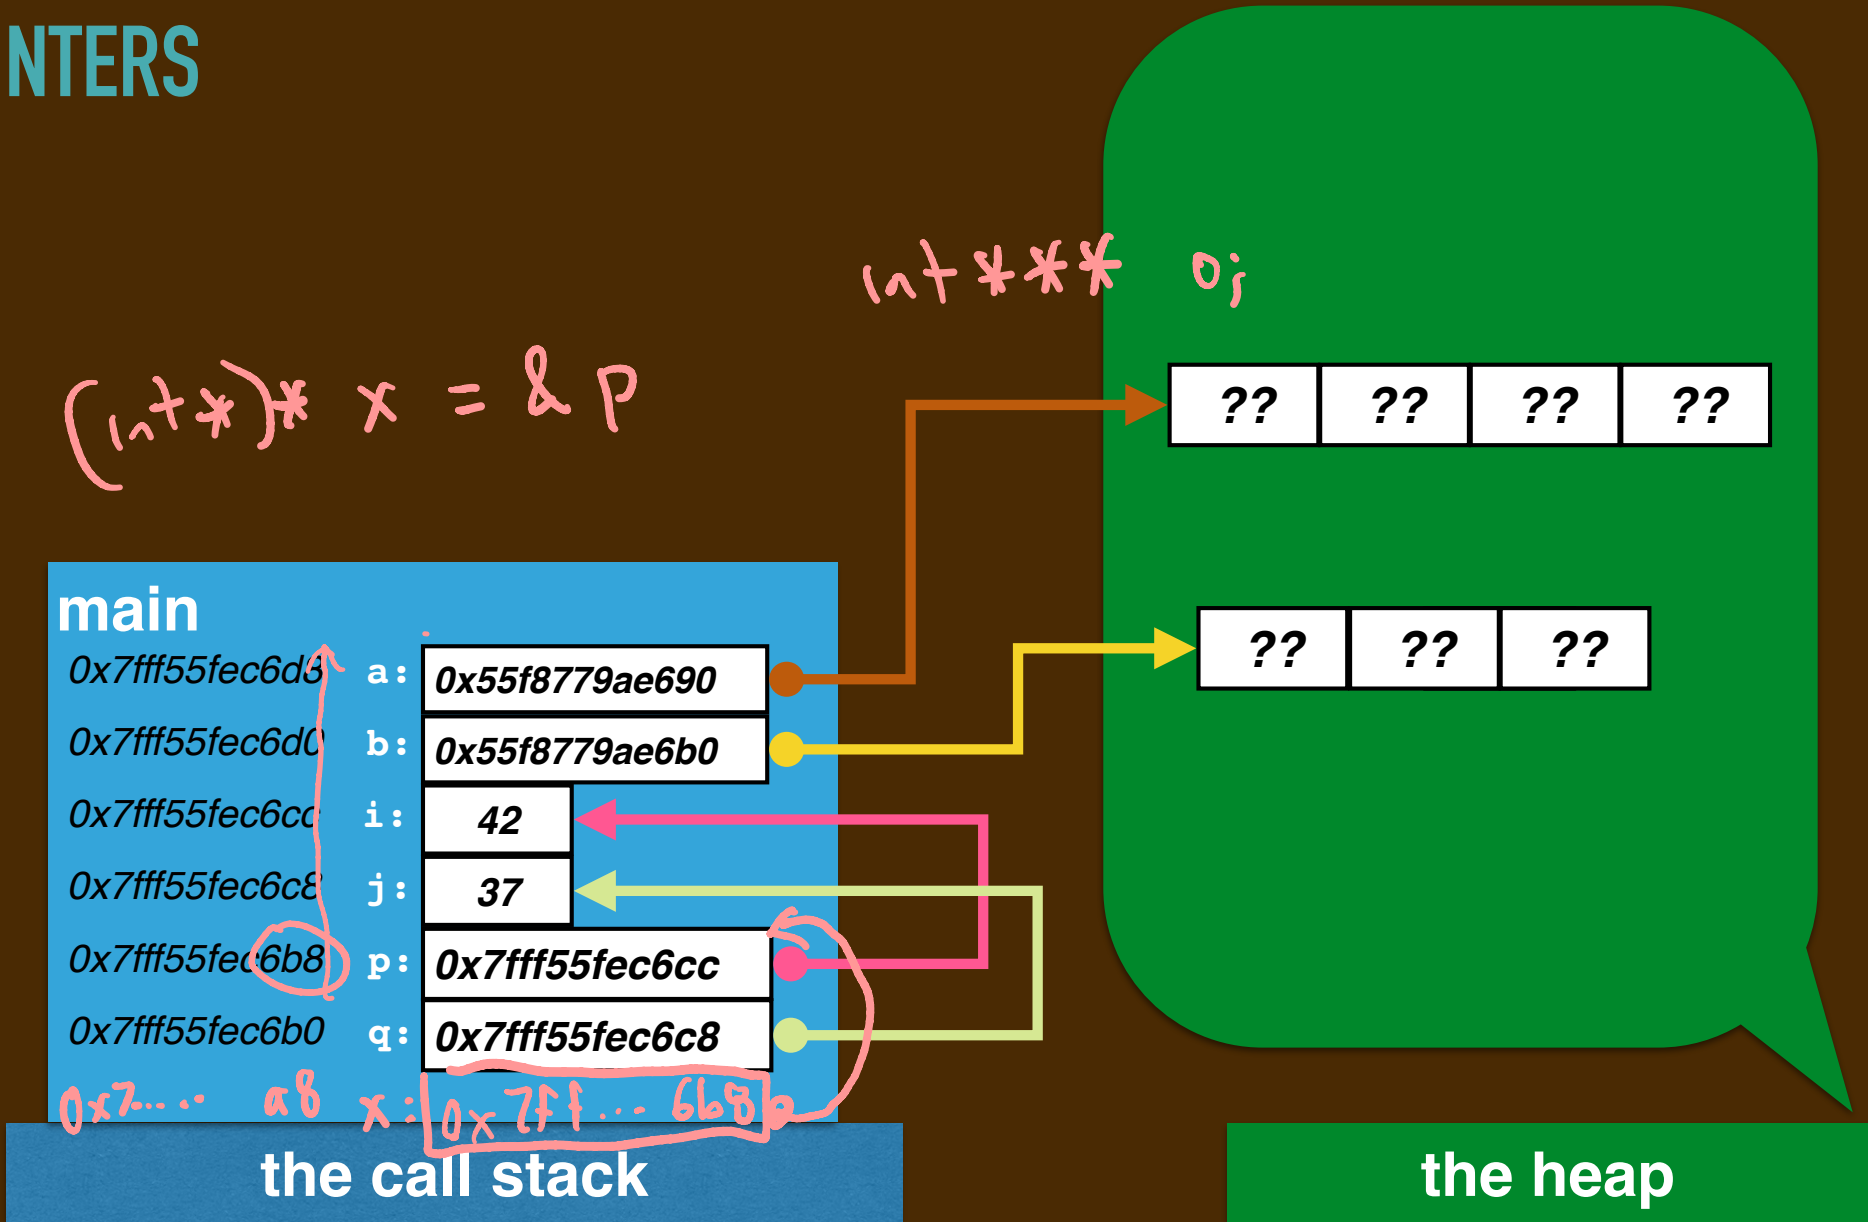 NTERS
int *** o;
(int *)* x = & p
?? ?? ?? ??
?? ?? ??
main
0x7fff55fec6d8 a: 0x55f8779ae690
0x7fff55fec6d0 b: 0x55f8779ae6b0
0x7fff55fec6cc i: 42
0x7fff55fec6c8 j: 37
0x7fff55fec6b8 p: 0x7fff55fec6cc
0x7fff55fec6b0 q: 0x7fff55fec6c8
0x7.... a8 x: 0x7ff... 6b8
the call stack
the heap